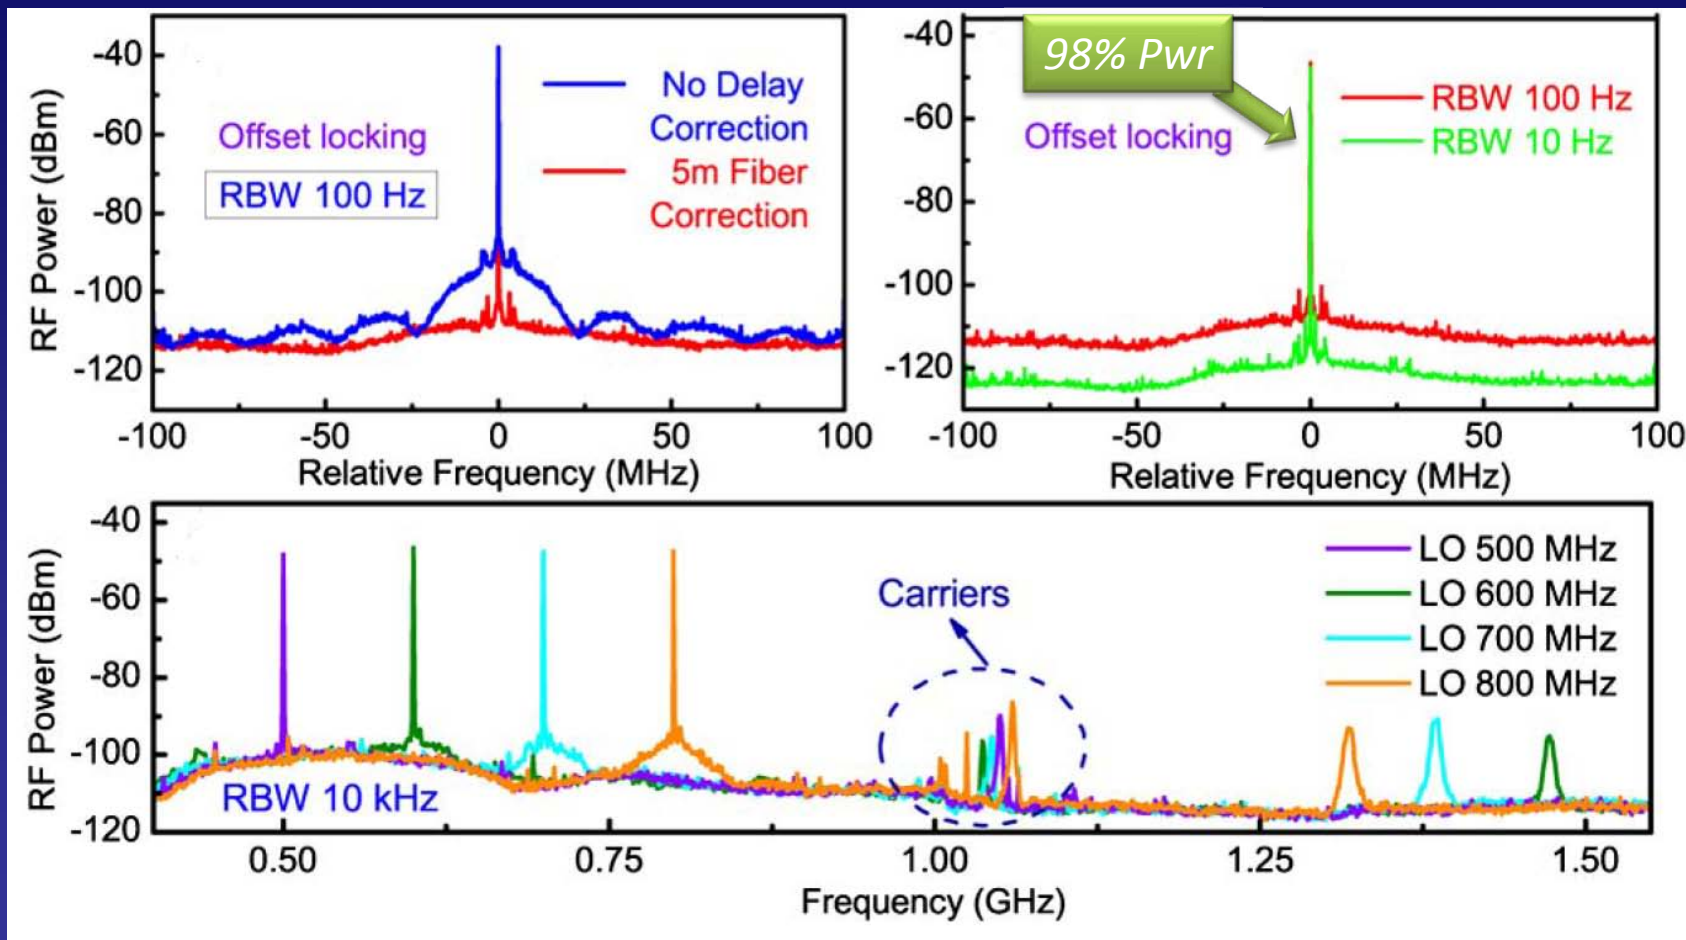 -40
-60
-80
-100
-120
RF Power (dBm)
Offset locking
RBW 100 Hz
No Delay
Correction
5m Fiber
Correction
-100 -50 0 50 100
Relative Frequency (MHz)
-40
-60
-80
-100
-120
98% Pwr
Offset locking
RBW 100 Hz
RBW 10 Hz
-100 -50 0 50 100
Relative Frequency (MHz)
-40
-60
-80
-100
-120
RF Power (dBm)
RBW 10 kHz
Carriers
LO 500 MHz
LO 600 MHz
LO 700 MHz
LO 800 MHz
0.50 0.75 1.00 1.25 1.50
Frequency (GHz)